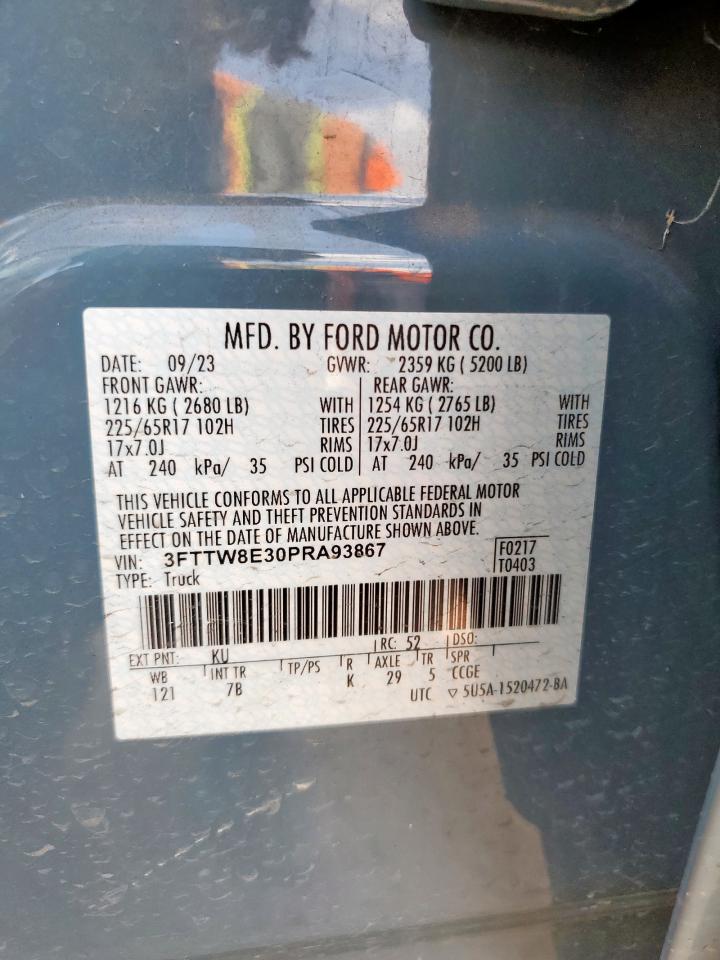 MFD. BY FORD MOTOR CO.
DATE: 09/23 GVWR: 2359 KG ( 5200 LB)
FRONT GAWR: REAR GAWR:
1216 KG ( 2680 LB) WITH 1254 KG ( 2765 LB) WITH
225/65R17 102H TIRES 225/65R17 102H TIRES
17x7.0J RIMS 17x7.0J RIMS
AT 240 kPa/ 35 PSI COLD AT 240 kPa/ 35 PSI COLD
THIS VEHICLE CONFORMS TO ALL APPLICABLE FEDERAL MOTOR
VEHICLE SAFETY AND THEFT PREVENTION STANDARDS IN
EFFECT ON THE DATE OF MANUFACTURE SHOWN ABOVE.
VIN: 3FTTW8E30PRA93867 F0217
TYPE: Truck T0403
EXT PNT: KU RC: 52 DSO:
WB INT TR TP/PS R AXLE TR SPR
121 7B K 29 5 CCGE
UTC ▽ 5U5A-1520472-BA